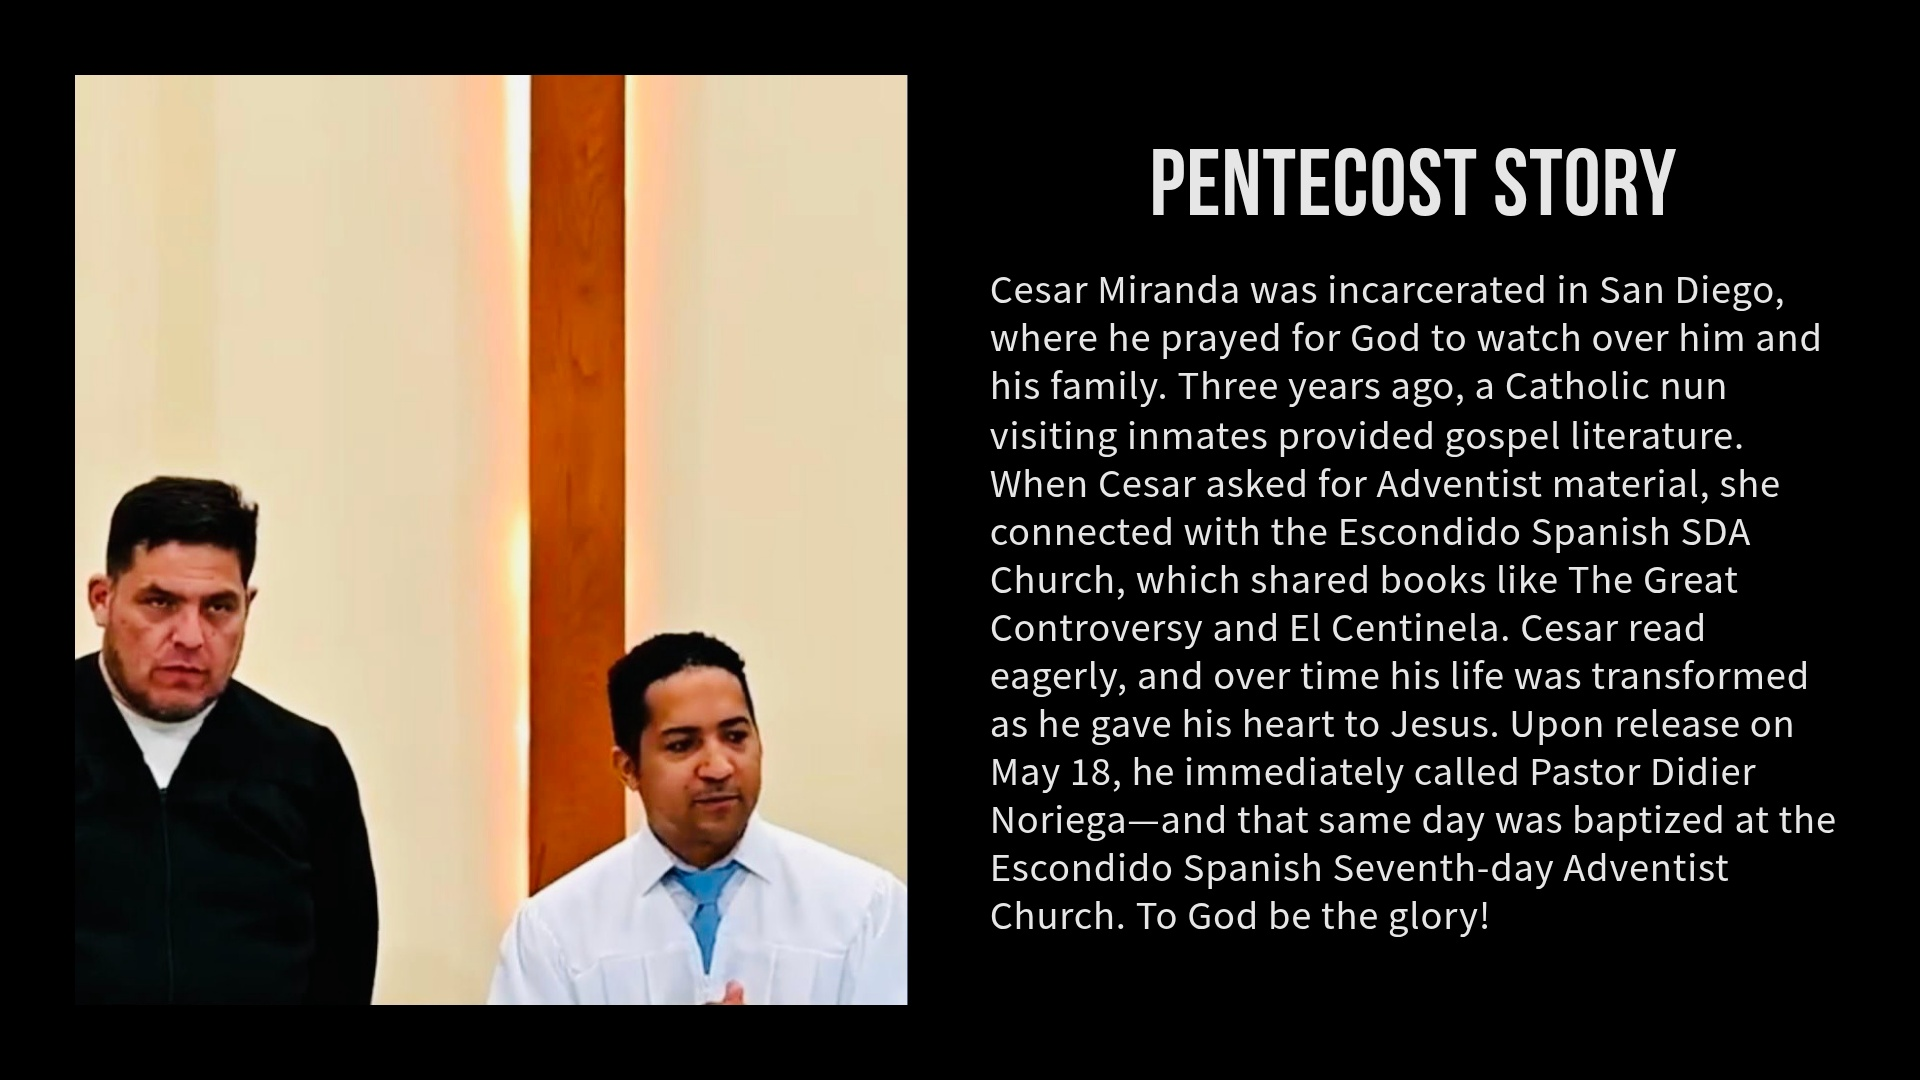 PENTECOST STORY
Cesar Miranda was incarcerated in San Diego,
where he prayed for God to watch over him and
his family. Three years ago, a Catholic nun
visiting inmates provided gospel literature.
When Cesar asked for Adventist material, she
connected with the Escondido Spanish SDA
Church, which shared books like The Great
Controversy and El Centinela. Cesar read
eagerly, and over time his life was transformed
as he gave his heart to Jesus. Upon release on
May 18, he immediately called Pastor Didier
Noriega—and that same day was baptized at the
Escondido Spanish Seventh-day Adventist
Church. To God be the glory!